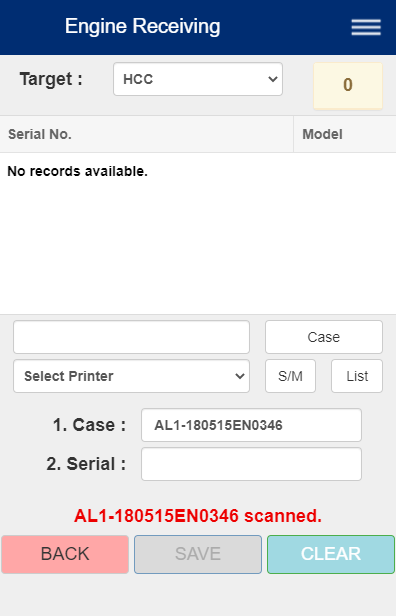 Engine Receiving
Target : HCC 0
Serial No. Model
No records available.
Case
Select Printer S/M List
1. Case : AL1-180515EN0346
2. Serial :
AL1-180515EN0346 scanned.
BACK SAVE CLEAR